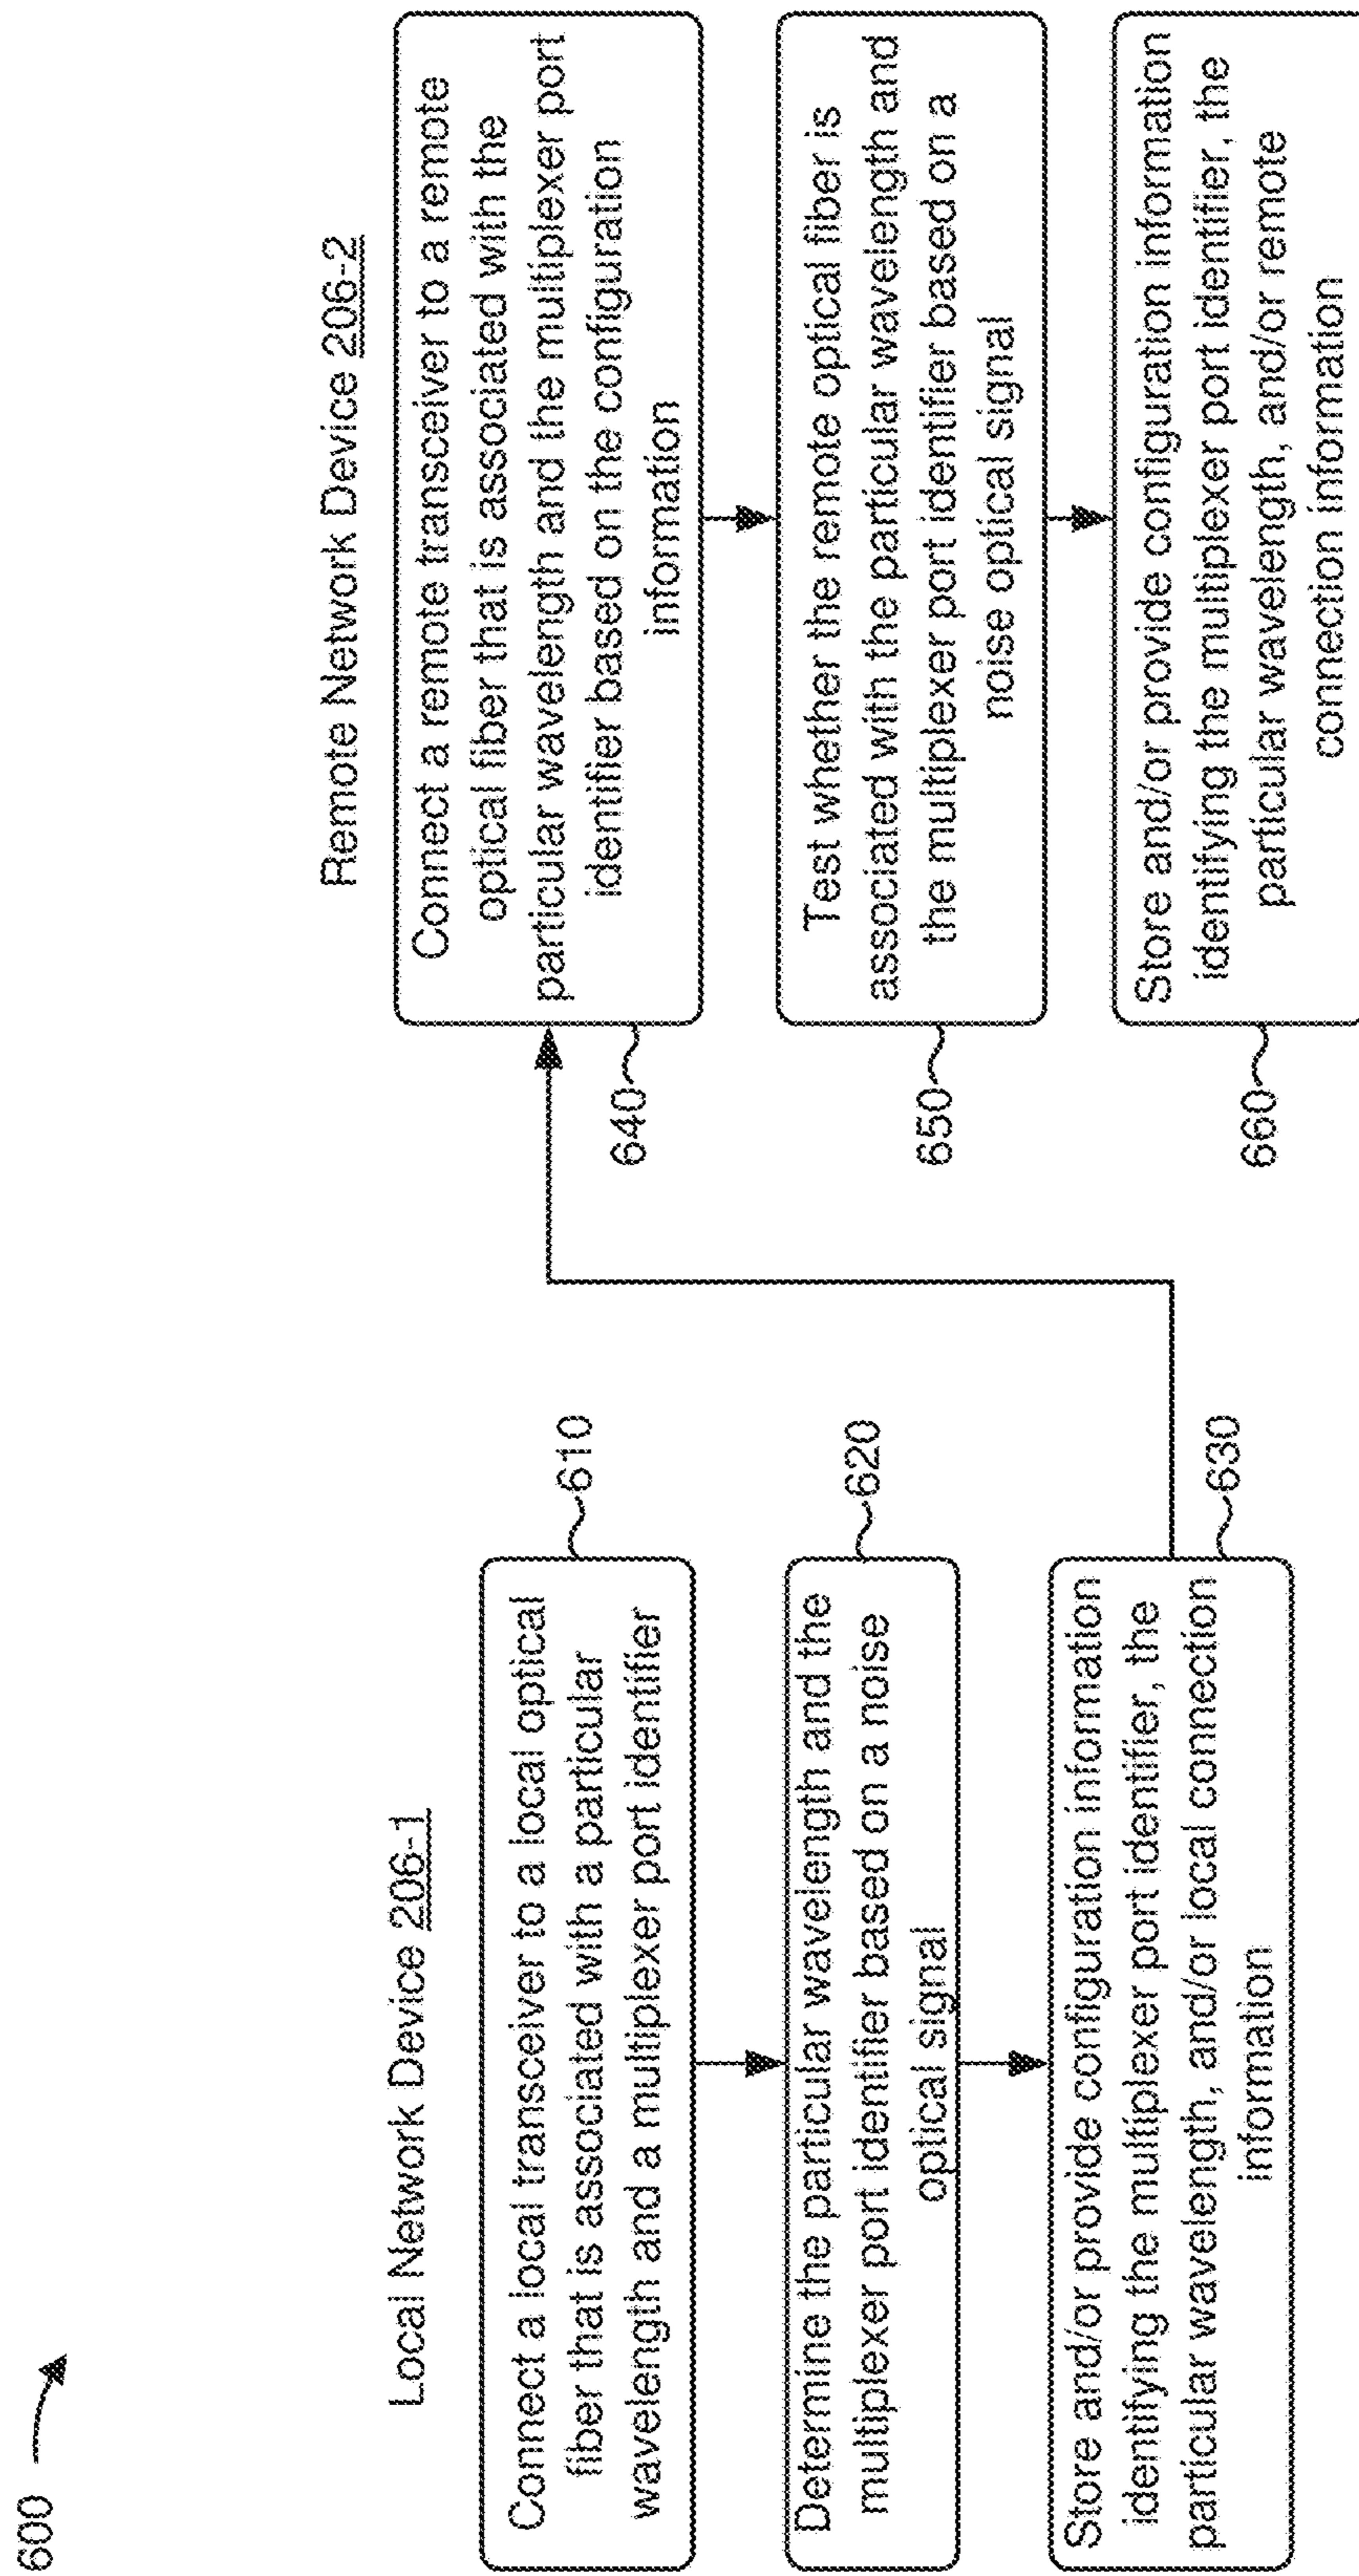 600
Local Network Device 206-1
Connect a local transceiver to a local optical
fiber that is associated with a particular
wavelength and a multiplexer port identifier
610
Determine the particular wavelength and the
multiplexer port identifier based on a noise
optical signal
620
Store and/or provide configuration information
identifying the multiplexer port identifier, the
particular wavelength, and/or local connection
information
630
Remote Network Device 206-2
Connect a remote transceiver to a remote
optical fiber that is associated with the
particular wavelength and the multiplexer port
identifier based on the configuration
information
640
Test whether the remote optical fiber is
associated with the particular wavelength and
the multiplexer port identifier based on a
noise optical signal
650
Store and/or provide configuration information
identifying the multiplexer port identifier, the
particular wavelength, and/or remote
connection information
660